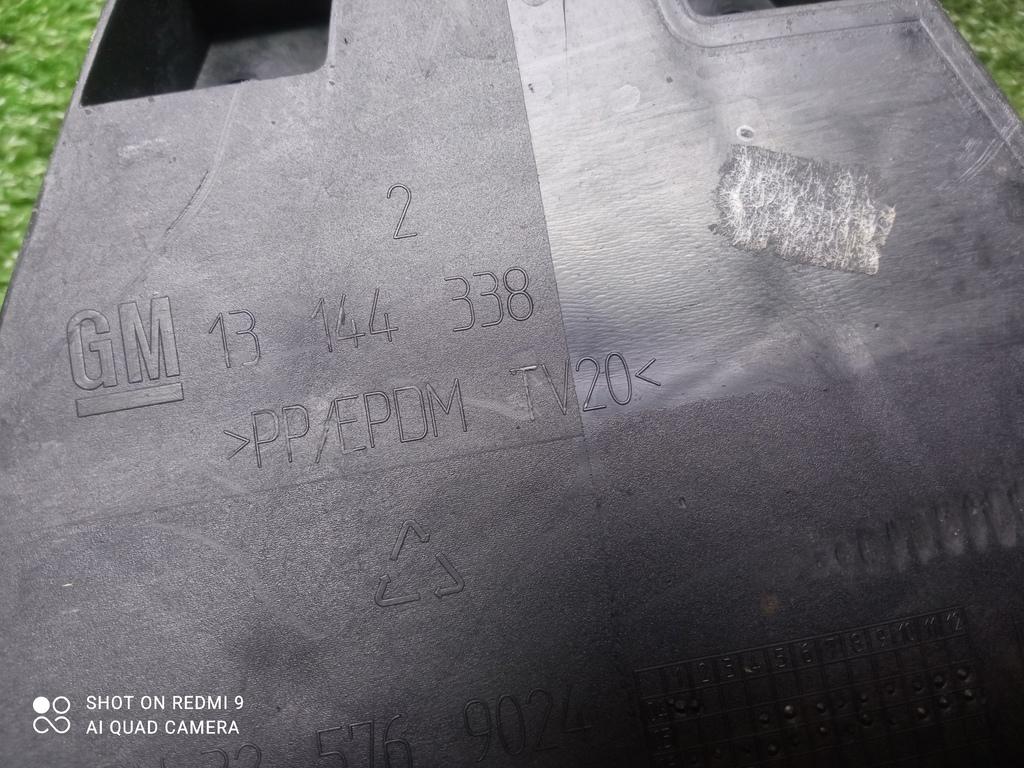 2
GM 13 144 338
>PP/EPDM TV20<
576 9024
SHOT ON REDMI 9
AI QUAD CAMERA